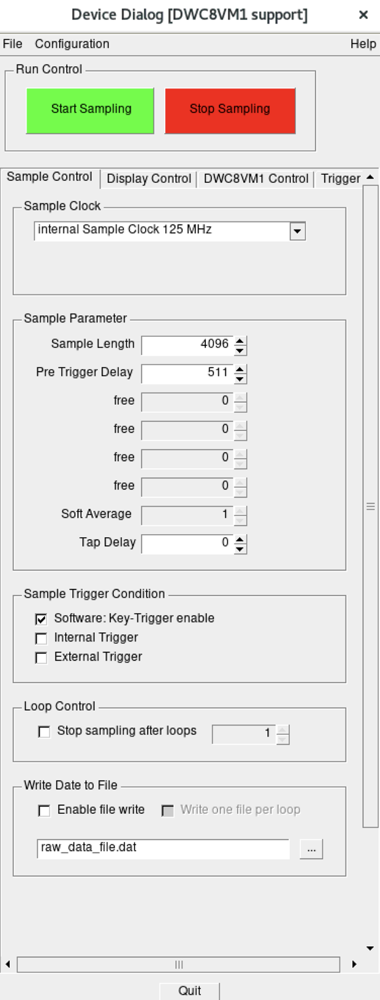 Device Dialog [DWC8VM1 support]
File Configuration Help
Run Control
Start Sampling Stop Sampling
Sample Control Display Control DWC8VM1 Control Trigger
Sample Clock
internal Sample Clock 125 MHz
Sample Parameter
Sample Length 4096
Pre Trigger Delay 511
free 0
free 0
free 0
free 0
Soft Average 1
Tap Delay 0
Sample Trigger Condition
Software: Key-Trigger enable
Internal Trigger
External Trigger
Loop Control
Stop sampling after loops 1
Write Date to File
Enable file write Write one file per loop
raw_data_file.dat ...
Quit